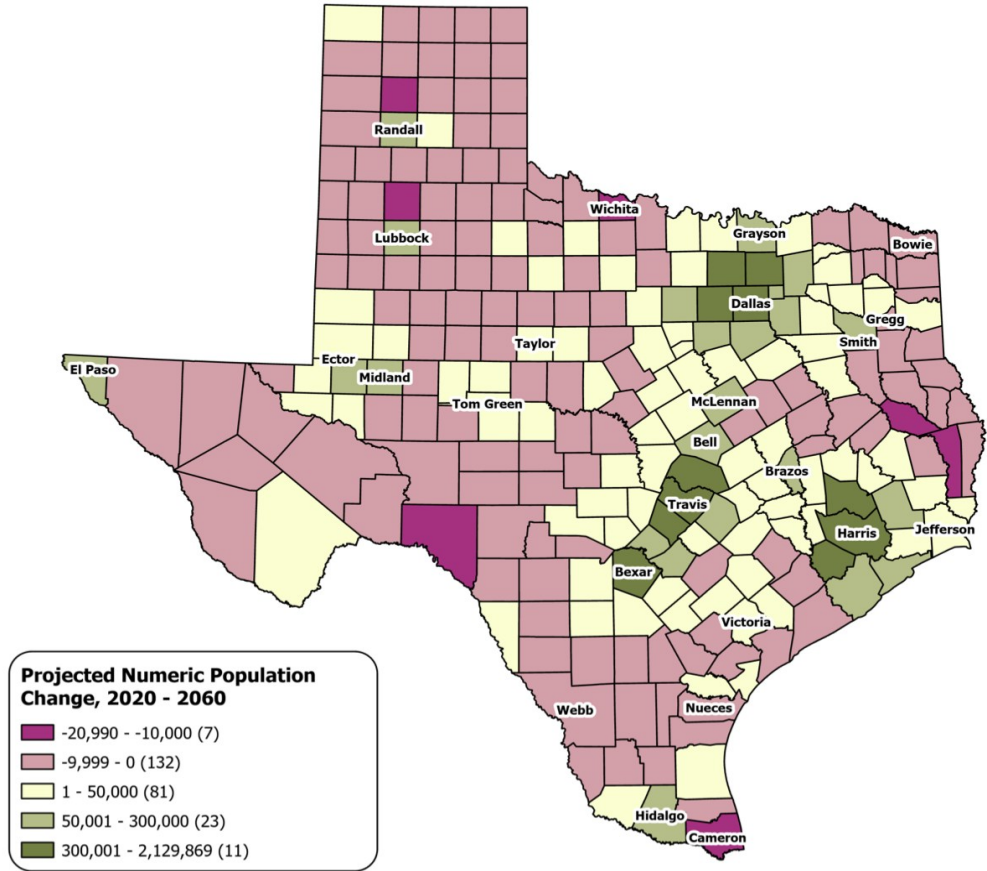 Randall
Wichita
Grayson
Lubbock
Bowie
Dallas
Gregg
Taylor
Smith
Ector
El Paso
Midland
McLennan
Tom Green
Bell
Brazos
Travis
Harris
Jefferson
Bexar
Victoria
Webb
Nueces
Hidalgo
Cameron
Projected Numeric Population
Change, 2020 - 2060
-20,990 - -10,000 (7)
-9,999 - 0 (132)
1 - 50,000 (81)
50,001 - 300,000 (23)
300,001 - 2,129,869 (11)